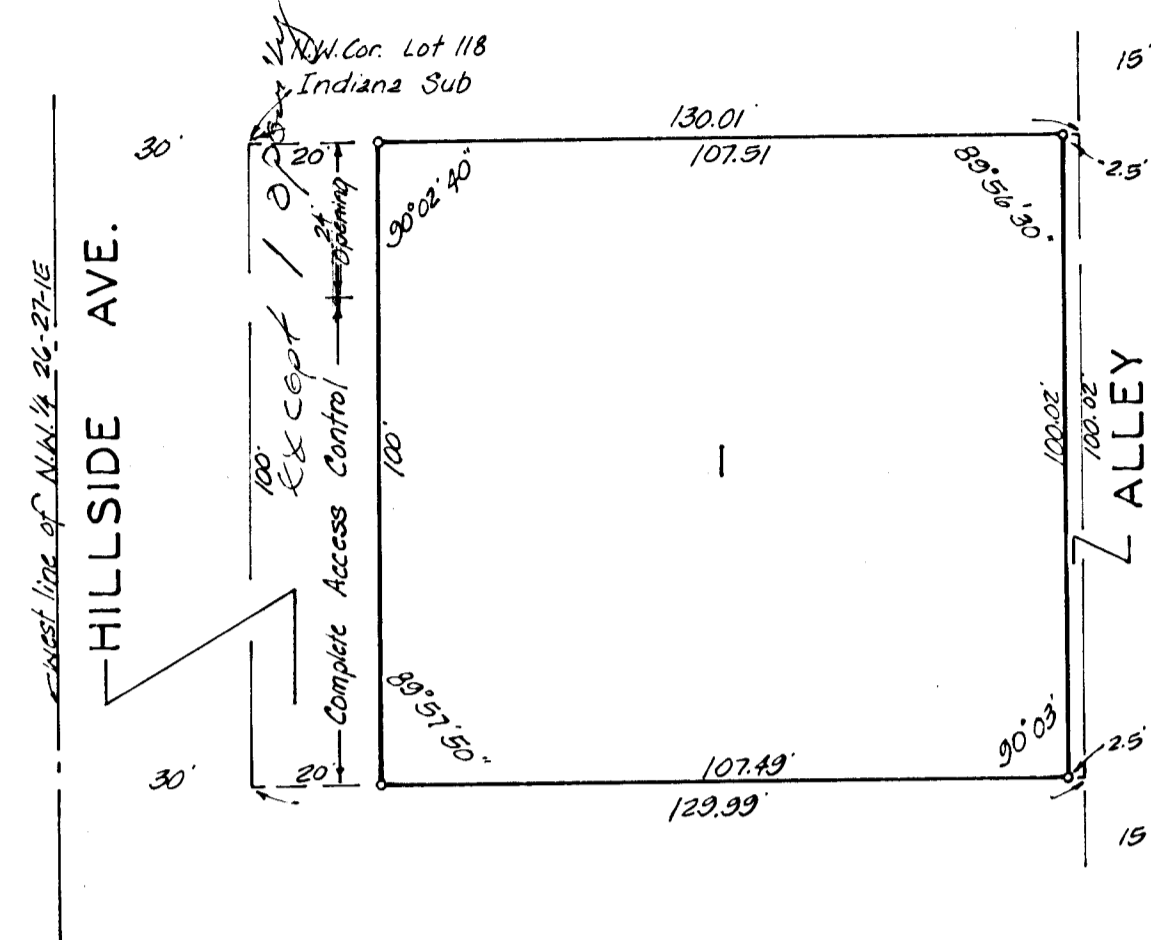 N.W. Cor. Lot 118
Indiana Sub
15'
130.01'
30'
20'
107.51
2.5'
90°02'40"
89°56'30"
24'
Opening
HILLSIDE AVE.
West line of N.W. 1/4 26-27-1E
100'
Except 1 opening
Complete Access Control
100'
1
100.02'
100.02'
ALLEY
89°57'50"
90°03'
2.5'
30'
20'
107.49'
129.99'
15